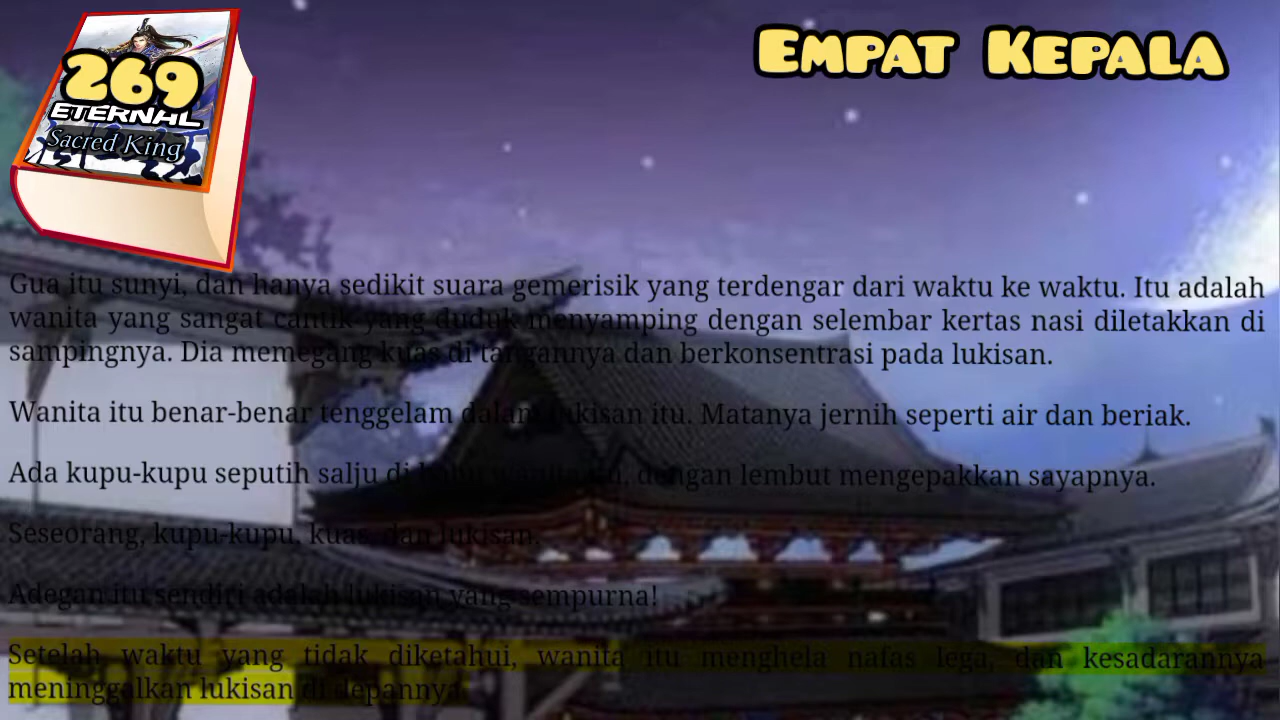 269
ETERNAL
Sacred King
EMPAT KEPALA
Gua itu sunyi, dan hanya sedikit suara gemerisik yang terdengar dari waktu ke waktu. Itu adalah
wanita yang sangat cantik yang duduk menyamping dengan selembar kertas nasi diletakkan di
sampingnya. Dia memegang kuas di tangannya dan berkonsentrasi pada lukisan.
Wanita itu benar-benar tenggelam dalam lukisan itu. Matanya jernih seperti air dan beriak.
Ada kupu-kupu seputih salju di bahu wanita itu, dengan lembut mengepakkan sayapnya.
Seseorang, kupu-kupu, kuas, dan lukisan.
Adegan itu sendiri adalah lukisan yang sempurna!
Setelah waktu yang tidak diketahui, wanita itu menghela nafas lega, dan kesadarannya
meninggalkan lukisan di depannya.